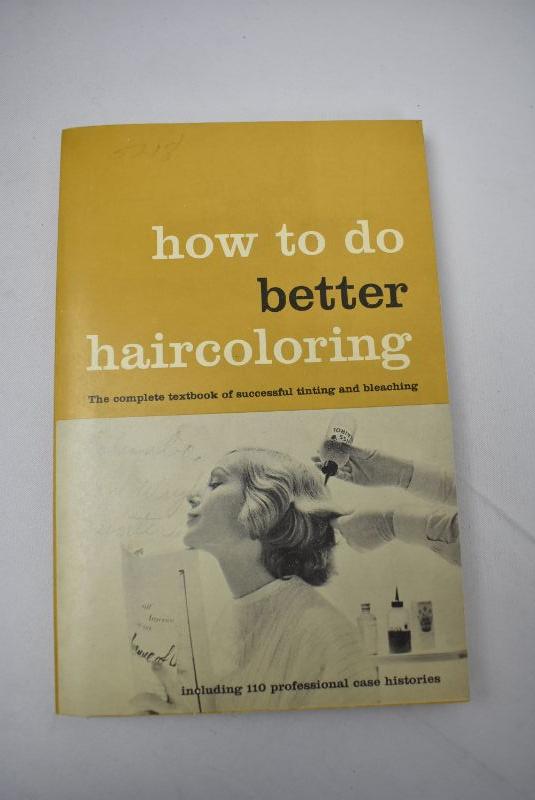 how to do
better
haircoloring
The complete textbook of successful tinting and bleaching
including 110 professional case histories